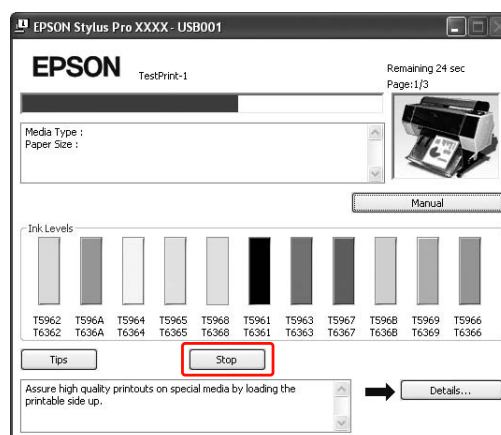 EPSON Stylus Pro XXXX - USB001
EPSON
TestPrint-1
Remaining 24 sec
Page:1/3
Media Type :
Paper Size :
Manual
Ink Levels
T5962 T596A T5964 T5965 T5968 T5961 T5963 T5967 T596B T5969 T5966
T6362 T636A T6364 T6365 T6368 T6361 T6363 T6367 T636B T6369 T6366
Tips
Stop
Assure high quality printouts on special media by loading the
printable side up.
Details...